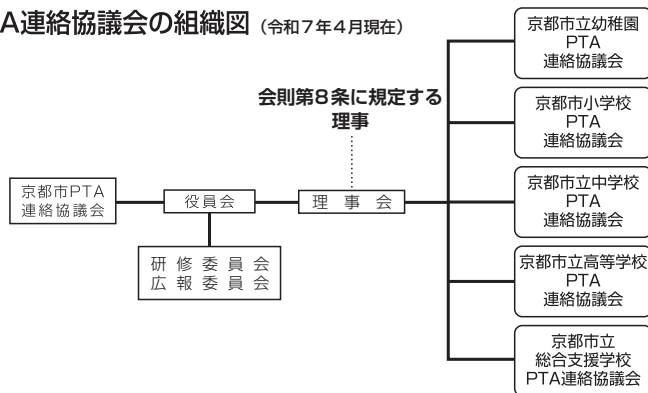 A連絡協議会の組織図（令和7年4月現在）
会則第8条に規定する
理事
京都市PTA
連絡協議会
役員会
理事会
研修委員会
広報委員会
京都市立幼稚園
PTA
連絡協議会
京都市小学校
PTA
連絡協議会
京都市立中学校
PTA
連絡協議会
京都市立高等学校
PTA
連絡協議会
京都市立
総合支援学校
PTA連絡協議会